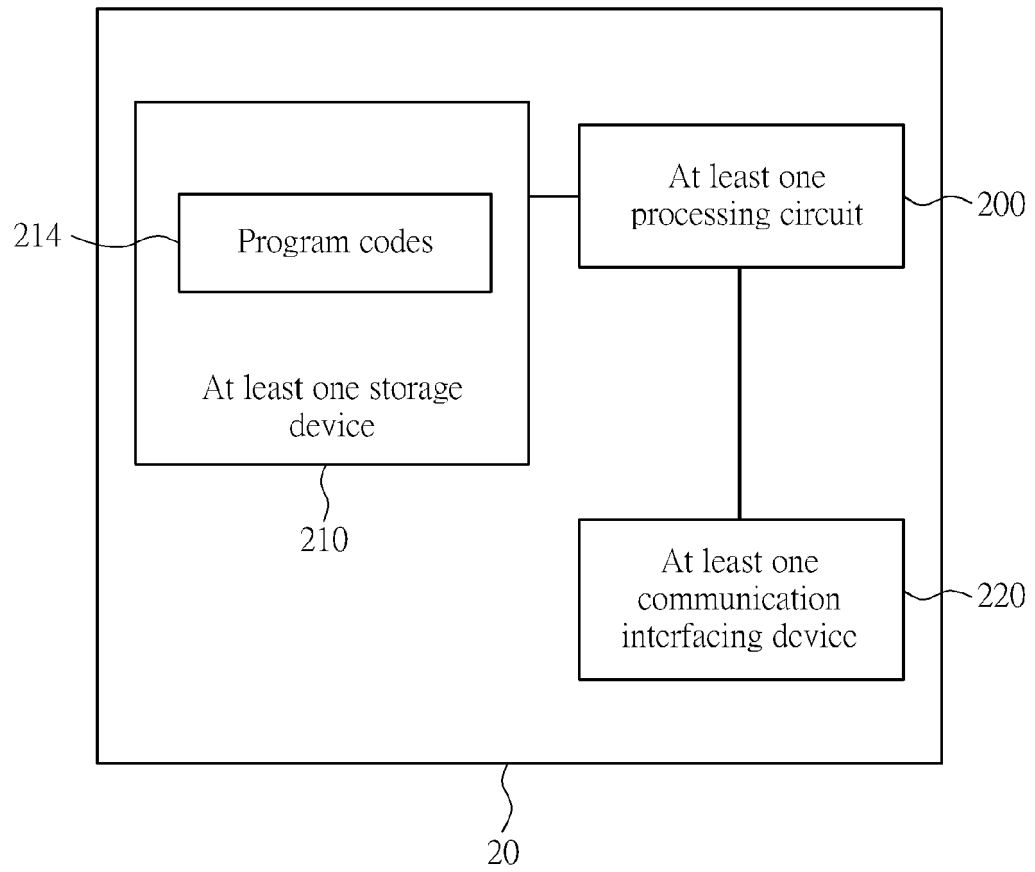 At least one
processing circuit
200
214
Program codes
At least one storage
device
210
At least one
communication
interfacing device
220
20